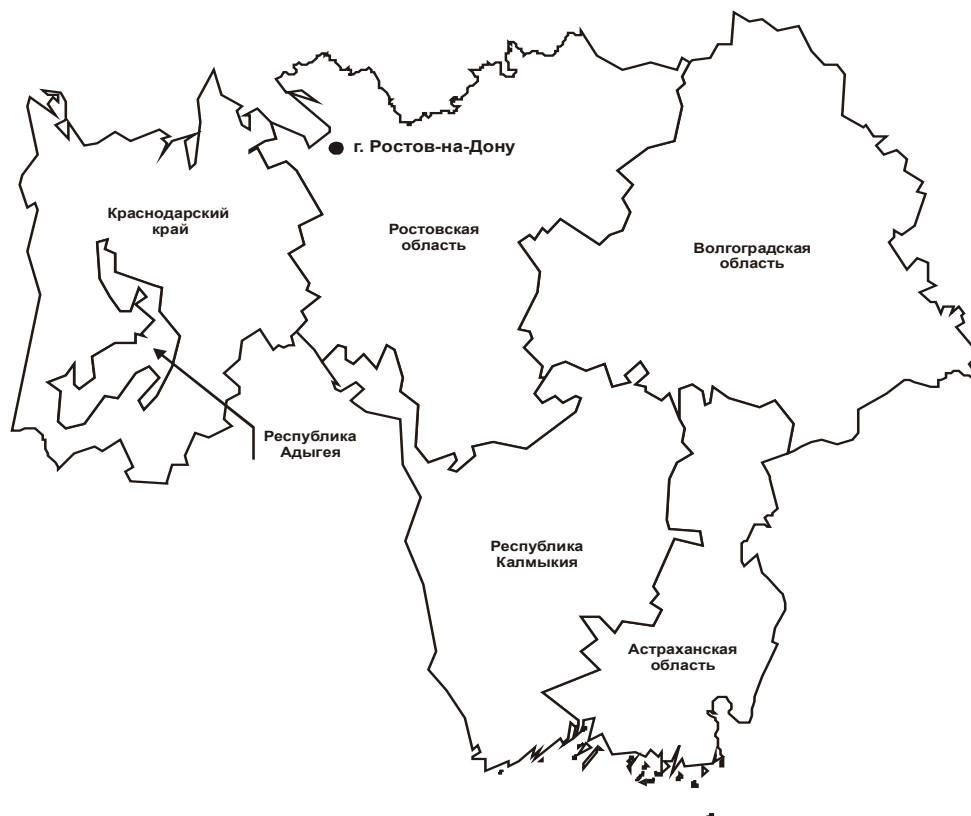 г. Ростов-на-Дону
Краснодарский
край
Ростовская
область
Волгоградская
область
Республика
Адыгея
Республика
Калмыкия
Астраханская
область